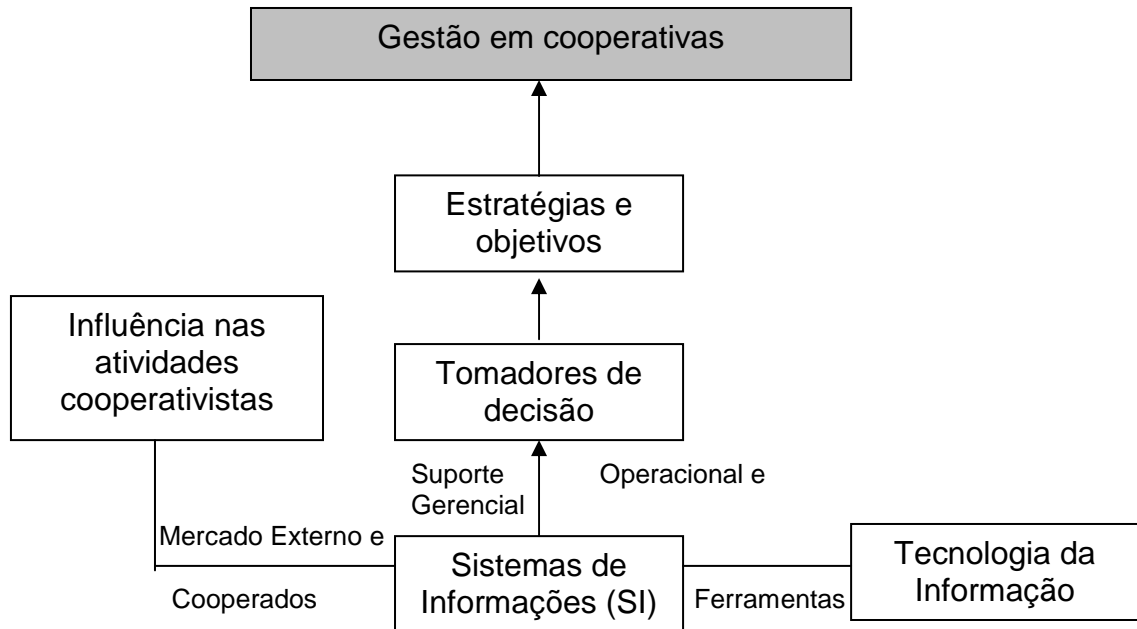 Gestão em cooperativas
Estratégias e
objetivos
Influência nas
atividades
cooperativistas
Tomadores de
decisão
Suporte Operacional e
Gerencial
Mercado Externo e
Cooperados
Sistemas de
Informações (SI)
Ferramentas
Tecnologia da
Informação